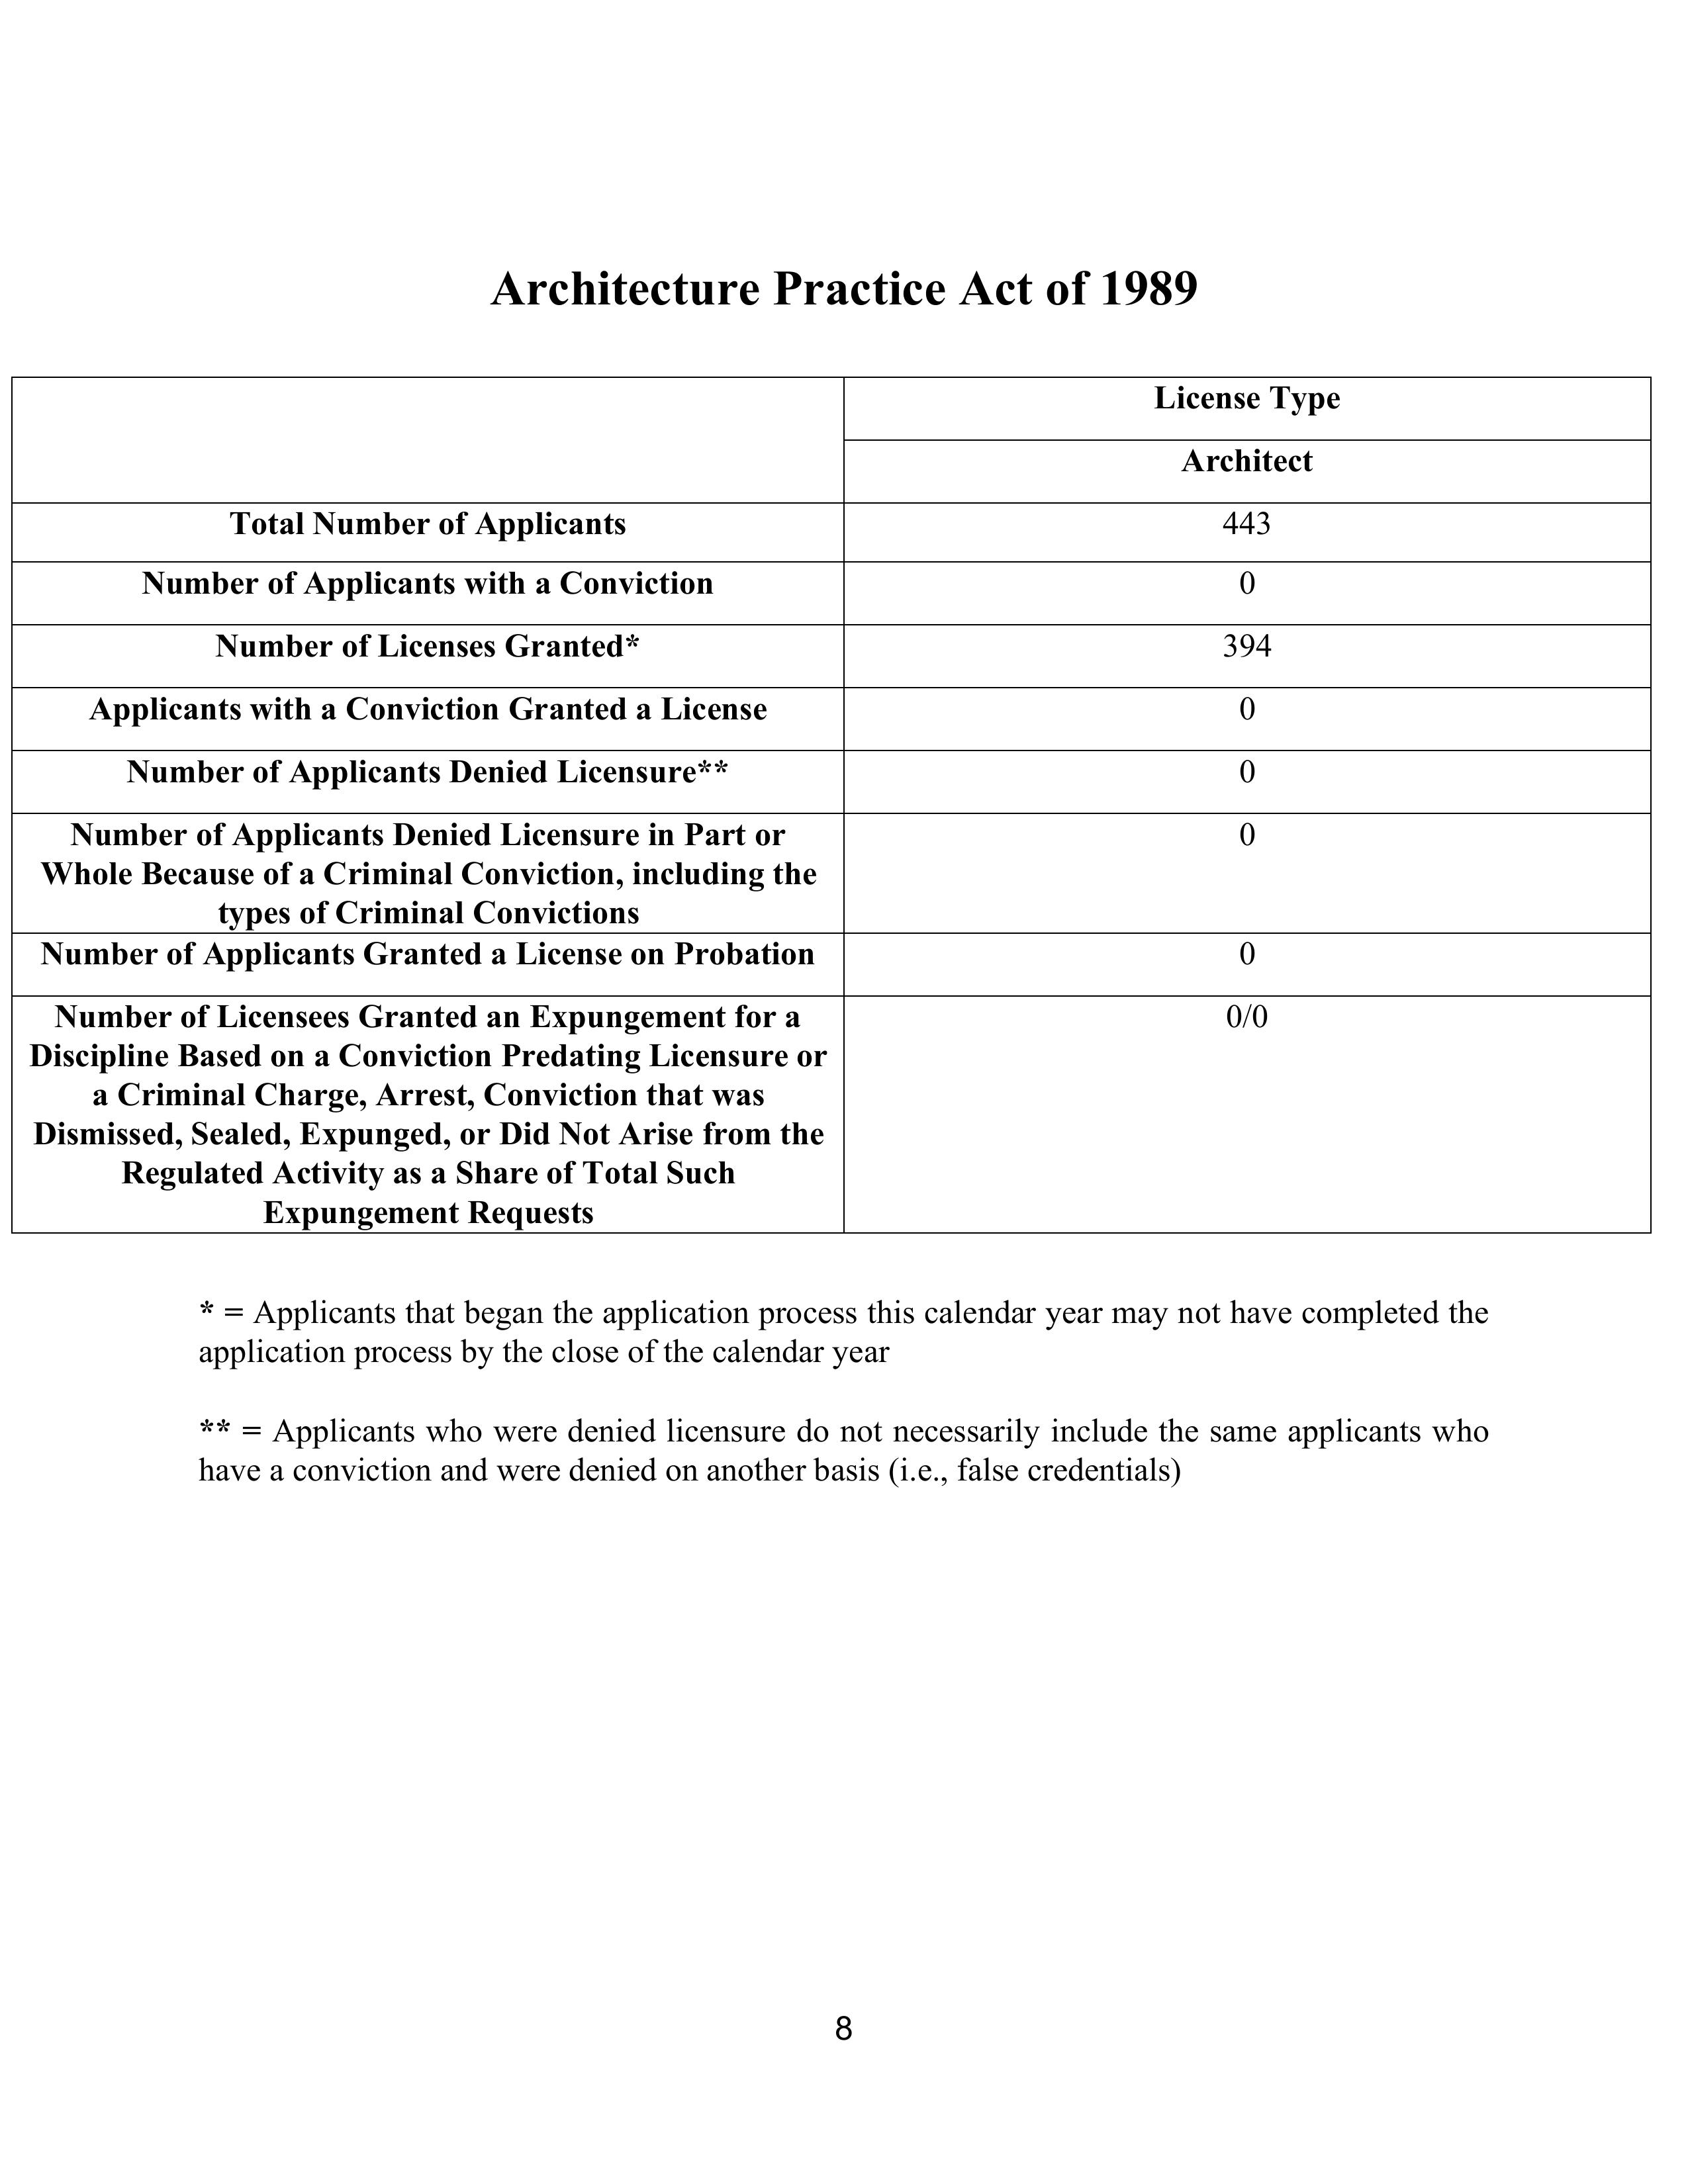 Architecture Practice Act of 1989
License Type
Architect
Total Number of Applicants
443
Number of Applicants with a Conviction
0
Number of Licenses Granted*
394
Applicants with a Conviction Granted a License
0
Number of Applicants Denied Licensure**
0
Number of Applicants Denied Licensure in Part or
Whole Because of a Criminal Conviction, including the
types of Criminal Convictions
0
Number of Applicants Granted a License on Probation
0
Number of Licensees Granted an Expungement for a
Discipline Based on a Conviction Predating Licensure or
a Criminal Charge, Arrest, Conviction that was
Dismissed, Sealed, Expunged, or Did Not Arise from the
Regulated Activity as a Share of Total Such
Expungement Requests
0/0
* = Applicants that began the application process this calendar year may not have completed the
application process by the close of the calendar year
** = Applicants who were denied licensure do not necessarily include the same applicants who
have a conviction and were denied on another basis (i.e., false credentials)
8